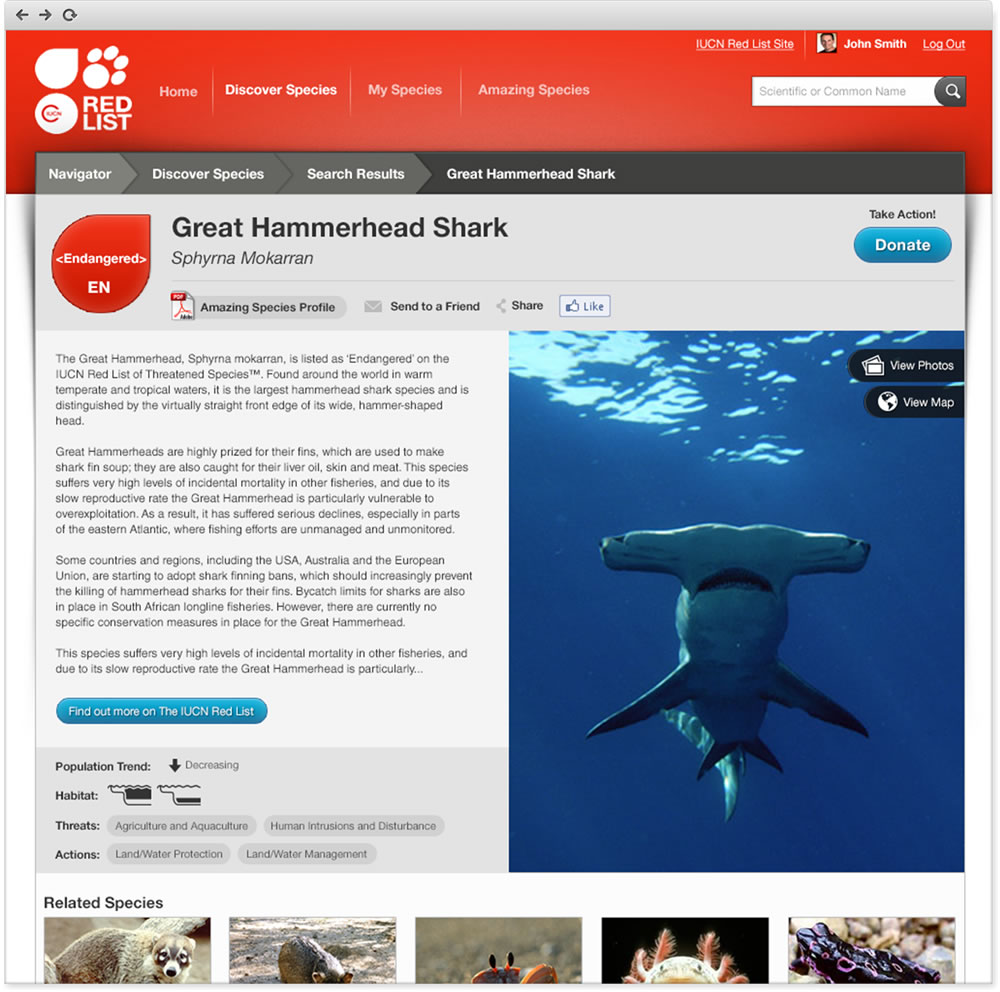 IUCN Red List Site
John Smith
Log Out
IUCN
RED
LIST
Home
Discover Species
My Species
Amazing Species
Scientific or Common Name
Navigator
Discover Species
Search Results
Great Hammerhead Shark
<Endangered>
EN
Great Hammerhead Shark
Sphyrna Mokarran
Take Action!
Donate
PDF
Adobe
Amazing Species Profile
Send to a Friend
Share
Like
The Great Hammerhead, Sphyrna mokarran, is listed as ‘Endangered’ on the
IUCN Red List of Threatened Species™. Found around the world in warm
temperate and tropical waters, it is the largest hammerhead shark species and is
distinguished by the virtually straight front edge of its wide, hammer-shaped
head.
Great Hammerheads are highly prized for their fins, which are used to make
shark fin soup; they are also caught for their liver oil, skin and meat. This species
suffers very high levels of incidental mortality in other fisheries, and due to its
slow reproductive rate the Great Hammerhead is particularly vulnerable to
overexploitation. As a result, it has suffered serious declines, especially in parts
of the eastern Atlantic, where fishing efforts are unmanaged and unmonitored.
Some countries and regions, including the USA, Australia and the European
Union, are starting to adopt shark finning bans, which should increasingly prevent
the killing of hammerhead sharks for their fins. Bycatch limits for sharks are also
in place in South African longline fisheries. However, there are currently no
specific conservation measures in place for the Great Hammerhead.
This species suffers very high levels of incidental mortality in other fisheries, and
due to its slow reproductive rate the Great Hammerhead is particularly...
Find out more on The IUCN Red List
View Photos
View Map
Population Trend:
Decreasing
Habitat:
Threats:
Agriculture and Aquaculture
Human Intrusions and Disturbance
Actions:
Land/Water Protection
Land/Water Management
Related Species